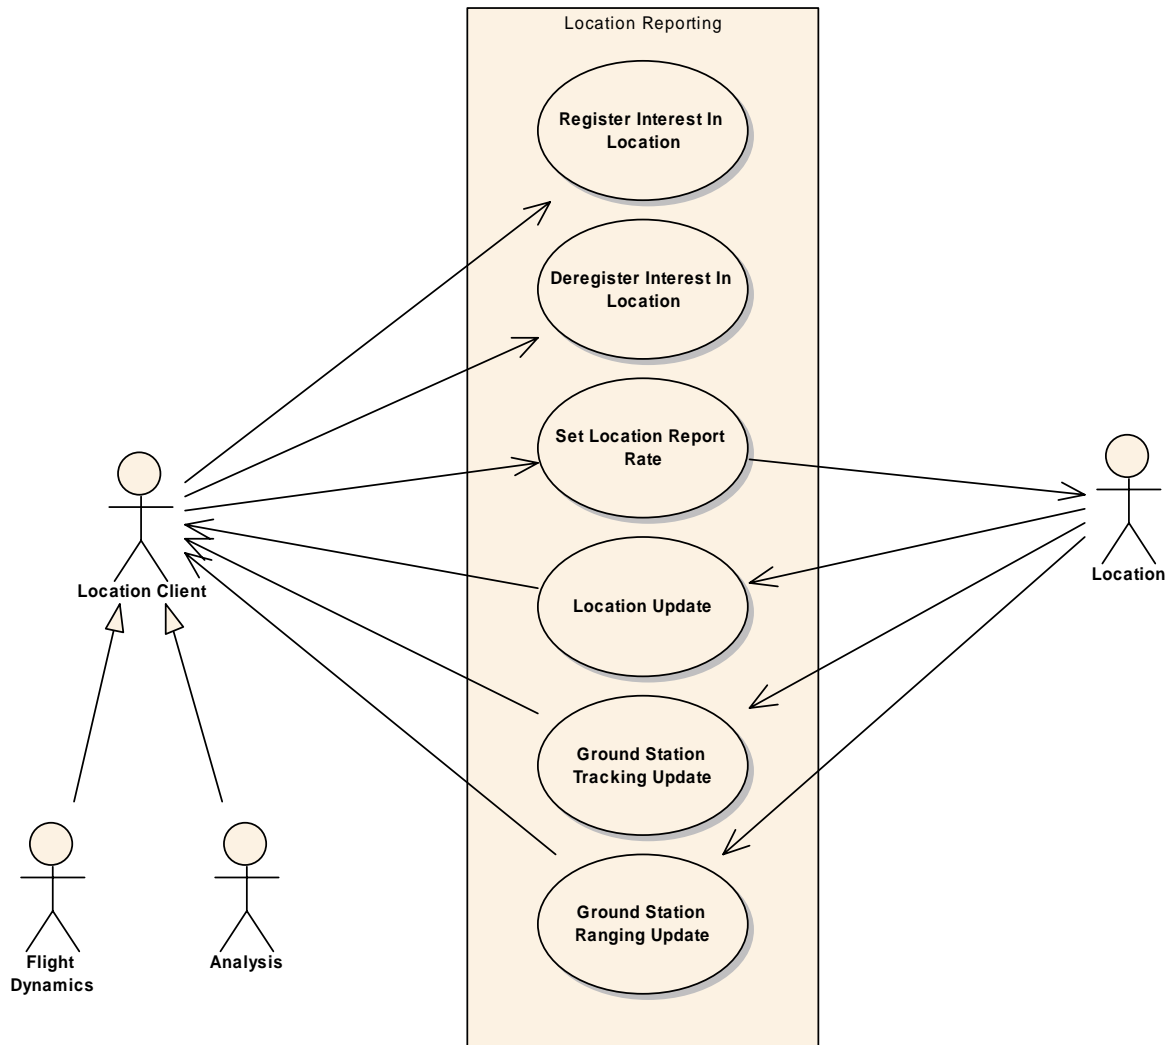 Location Reporting
Register Interest In
Location
Deregister Interest In
Location
Set Location Report
Rate
Location Client
Location
Location Update
Ground Station
Tracking Update
Ground Station
Ranging Update
Flight
Dynamics
Analysis